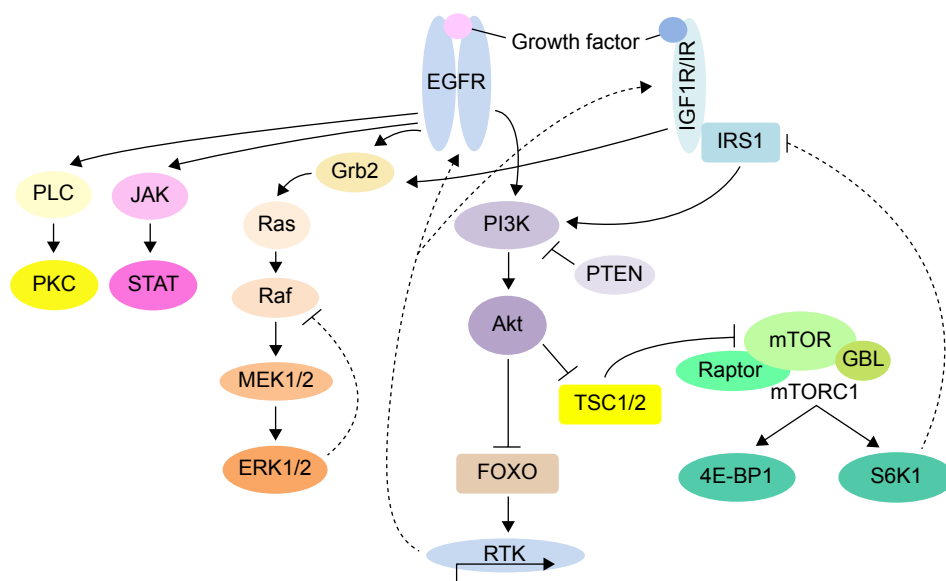 Growth factor
EGFR
IGF1R/IR
IRS1
Grb2
PLC
JAK
Ras
PI3K
PTEN
PKC
STAT
Raf
Akt
mTOR
GBL
Raptor
mTORC1
MEK1/2
TSC1/2
ERK1/2
FOXO
4E-BP1
S6K1
RTK